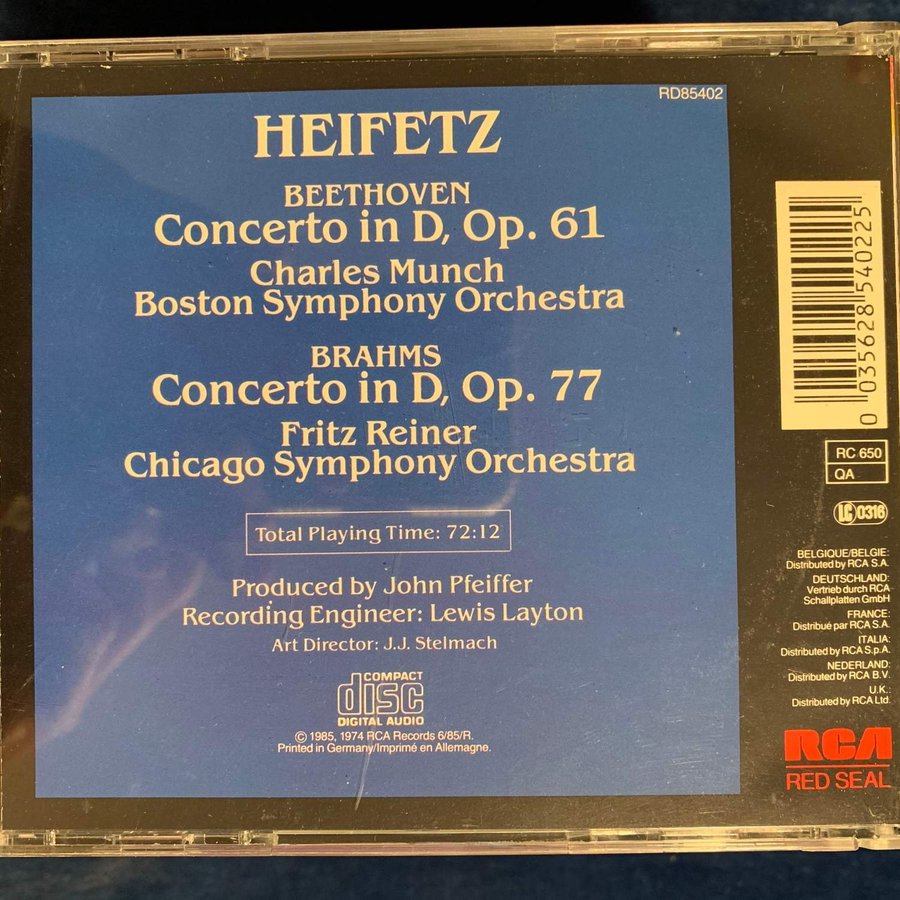 RD85402
HEIFETZ
BEETHOVEN
Concerto in D, Op. 61
Charles Munch
Boston Symphony Orchestra
BRAHMS
Concerto in D, Op. 77
Fritz Reiner
Chicago Symphony Orchestra
Total Playing Time: 72:12
Produced by John Pfeiffer
Recording Engineer: Lewis Layton
Art Director: J.J. Stelmach
COMPACT
disc
DIGITAL AUDIO
© 1985, 1974 RCA Records 6/85/R.
Printed in Germany/Imprimé en Allemagne.
0 035628 540225
RC 650
QA
LC 0316
BELGIQUE/BELGIE:
Distributed by RCA S.A.
DEUTSCHLAND:
Vertrieb durch RCA
Schallplatten GmbH
FRANCE:
Distribué par RCA S.A.
ITALIA:
Distributed by RCA S.p.A.
NEDERLAND:
Distributed by RCA B.V.
U.K.:
Distributed by RCA Ltd.
RCA
RED SEAL